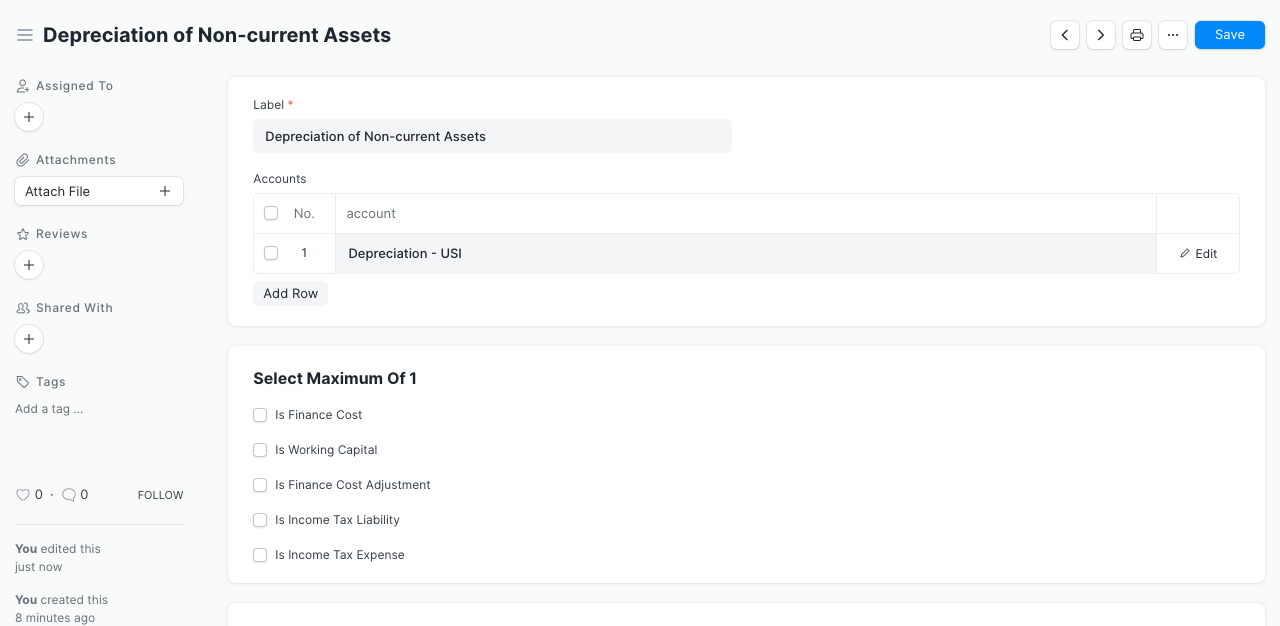 Depreciation of Non-current Assets
Save
Assigned To
Attachments
Attach File
Reviews
Shared With
Tags
Add a tag ...
0 · 0 FOLLOW
You edited this
just now
You created this
8 minutes ago
Label *
Depreciation of Non-current Assets
Accounts
No. account
1 Depreciation - USI Edit
Add Row
Select Maximum Of 1
Is Finance Cost
Is Working Capital
Is Finance Cost Adjustment
Is Income Tax Liability
Is Income Tax Expense